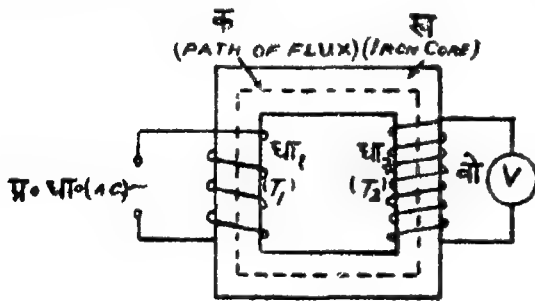 क ख
(PATH OF FLUX) (IRON CORE)
घा₁ घा₂
प्र॰ धा॰ (AC)~ (T₁) (T₂) वो V